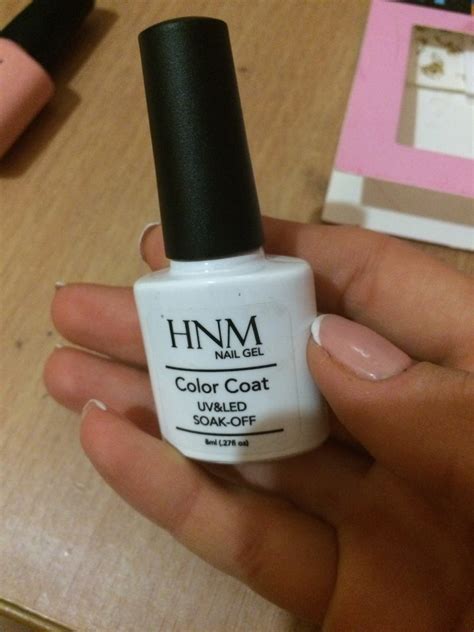 HNM
NAIL GEL
Color Coat
UV&LED
SOAK-OFF
8ml (.27fl oz)